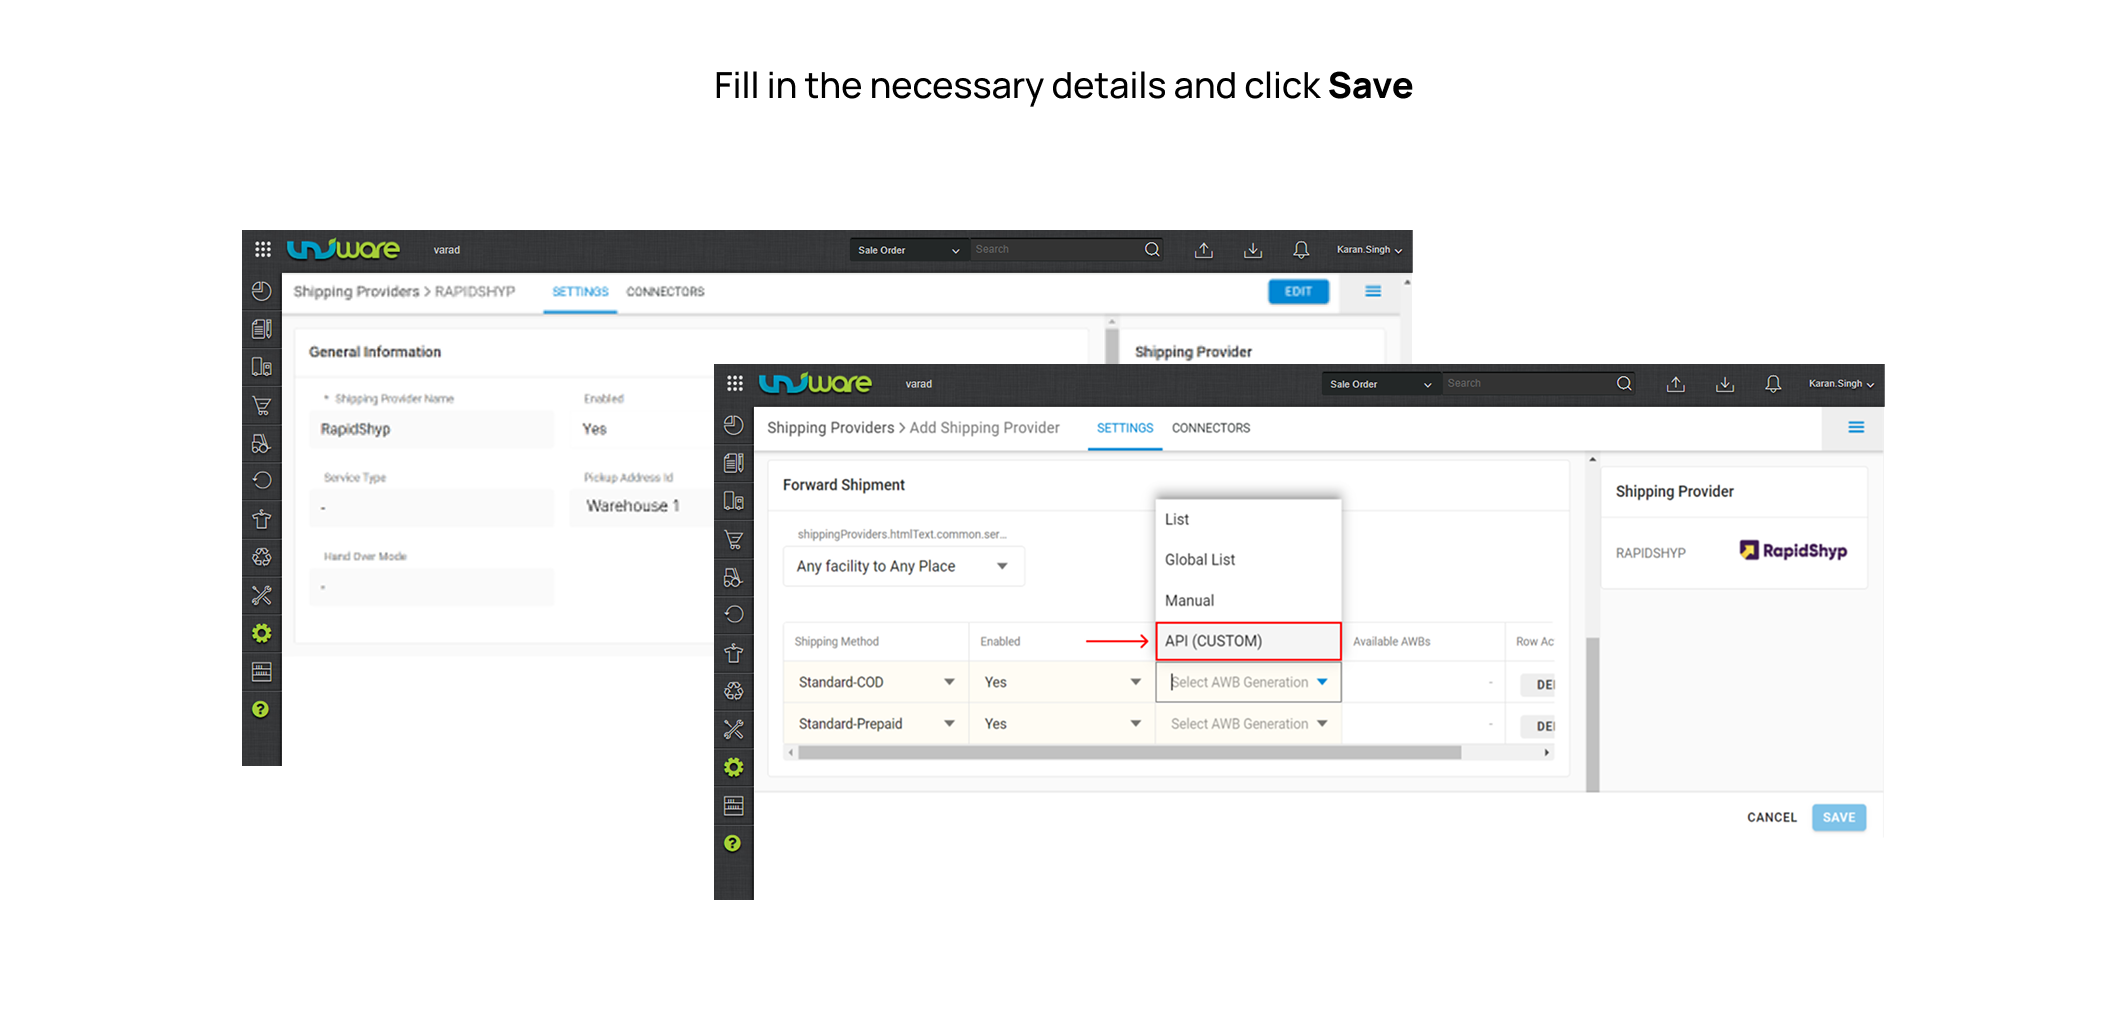 Fill in the necessary details and click Save
uniware
varad
Sale Order
Search
Karan.Singh
Shipping Providers > RAPIDSHYP
SETTINGS
CONNECTORS
EDIT
General Information
* Shipping Provider Name
RapidShyp
Enabled
Yes
Service Type
-
Pickup Address Id
Warehouse 1
Hand Over Mode
-
Shipping Provider
uniware
varad
Sale Order
Search
Karan.Singh
Shipping Providers > Add Shipping Provider
SETTINGS
CONNECTORS
Forward Shipment
shippingProviders.htmlText.common.ser...
Any facility to Any Place
List
Global List
Manual
API (CUSTOM)
Shipping Method
Enabled
Available AWBs
Row Ac
Standard-COD
Yes
Select AWB Generation
-
DEL
Standard-Prepaid
Yes
Select AWB Generation
-
DEL
Shipping Provider
RAPIDSHYP
RapidShyp
CANCEL
SAVE
?
?